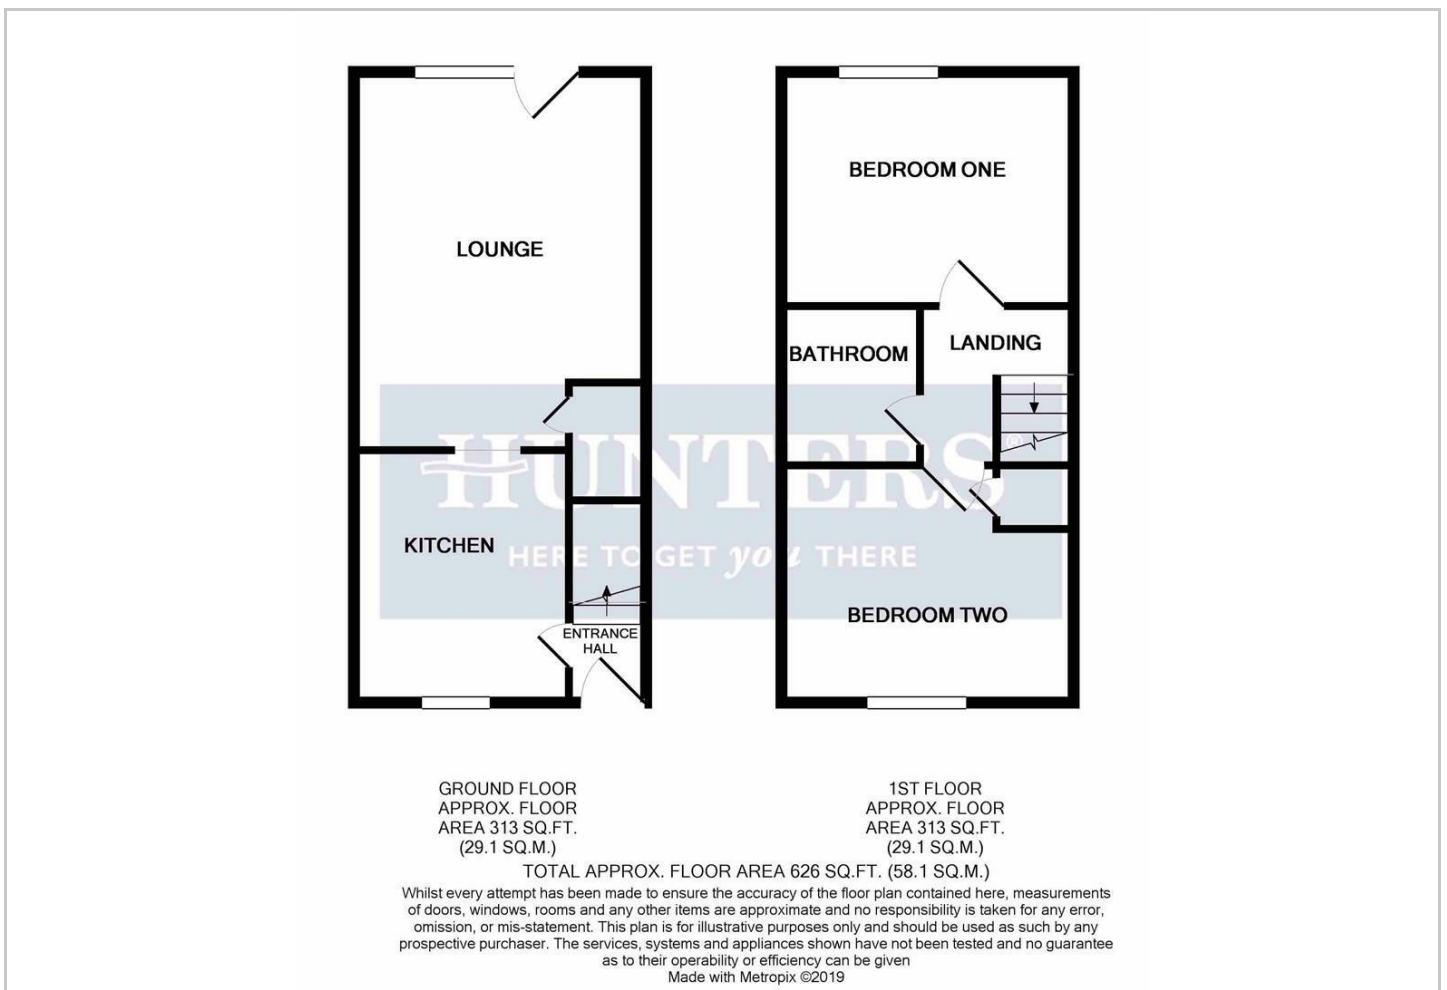 LOUNGE
KITCHEN
ENTRANCE
HALL
BEDROOM ONE
BATHROOM
LANDING
BEDROOM TWO
HUNTERS®
HERE TO GET you THERE
GROUND FLOOR
APPROX. FLOOR
AREA 313 SQ.FT.
(29.1 SQ.M.)
1ST FLOOR
APPROX. FLOOR
AREA 313 SQ.FT.
(29.1 SQ.M.)
TOTAL APPROX. FLOOR AREA 626 SQ.FT. (58.1 SQ.M.)
Whilst every attempt has been made to ensure the accuracy of the floor plan contained here, measurements
of doors, windows, rooms and any other items are approximate and no responsibility is taken for any error,
omission, or mis-statement. This plan is for illustrative purposes only and should be used as such by any
prospective purchaser. The services, systems and appliances shown have not been tested and no guarantee
as to their operability or efficiency can be given
Made with Metropix ©2019